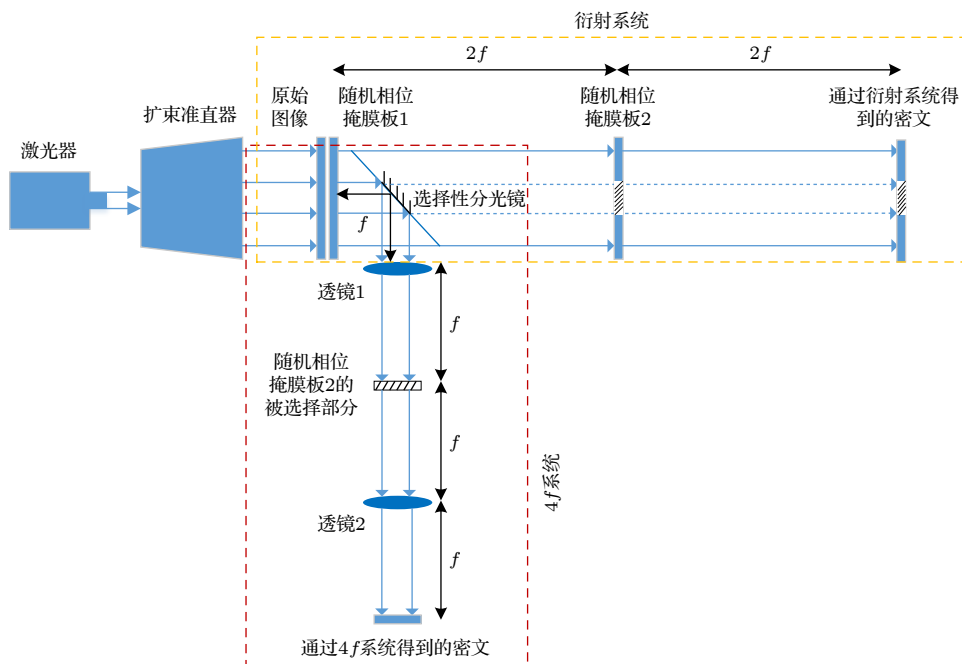 衍射系统
2f
2f
原始
图像
随机相位
掩膜板1
随机相位
掩膜板2
通过衍射系统得
到的密文
扩束准直器
激光器
选择性分光镜
f
透镜1
f
随机相位
掩膜板2的
被选择部分
f
4f系统
透镜2
f
通过4f系统得到的密文